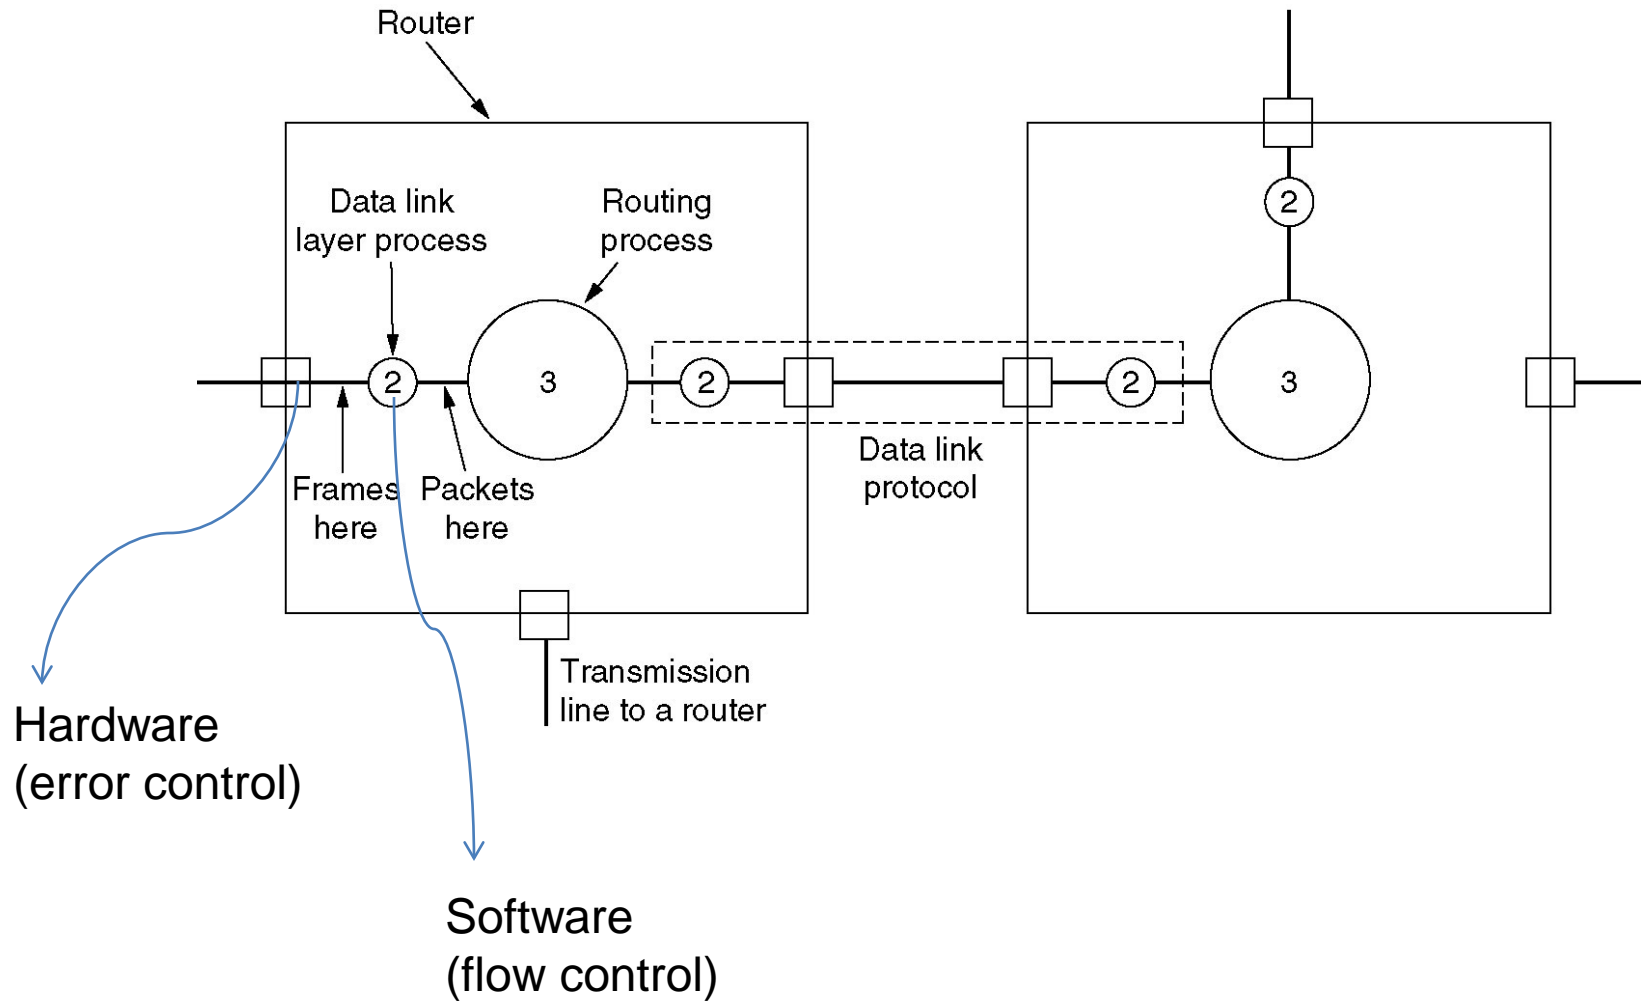 Router
Data link
layer process
Routing
process
2
2
3
2
2
3
Frames
here
Packets
here
Data link
protocol
Transmission
line to a router
Hardware
(error control)
Software
(flow control)